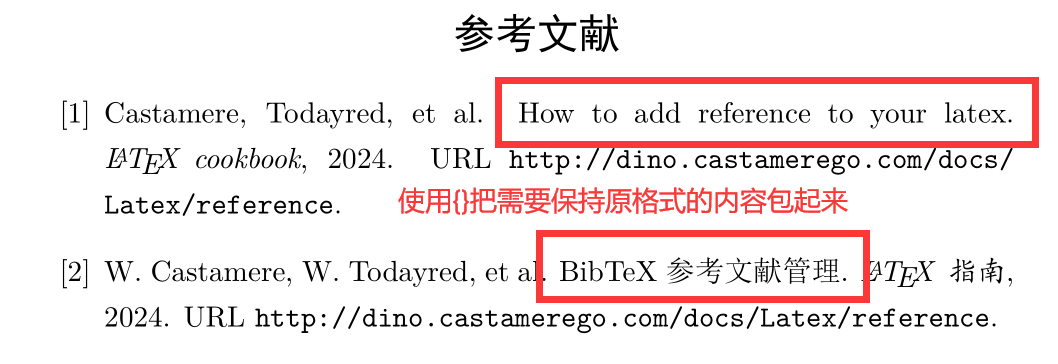 参考文献
[1] Castamere, Todayred, et al. How to add reference to your latex.
LATEX cookbook, 2024. URL http://dino.castamerego.com/docs/
Latex/reference.
使用{}把需要保持原格式的内容包起来
[2] W. Castamere, W. Todayred, et al. BibTeX 参考文献管理. LATEX 指南,
2024. URL http://dino.castamerego.com/docs/Latex/reference.